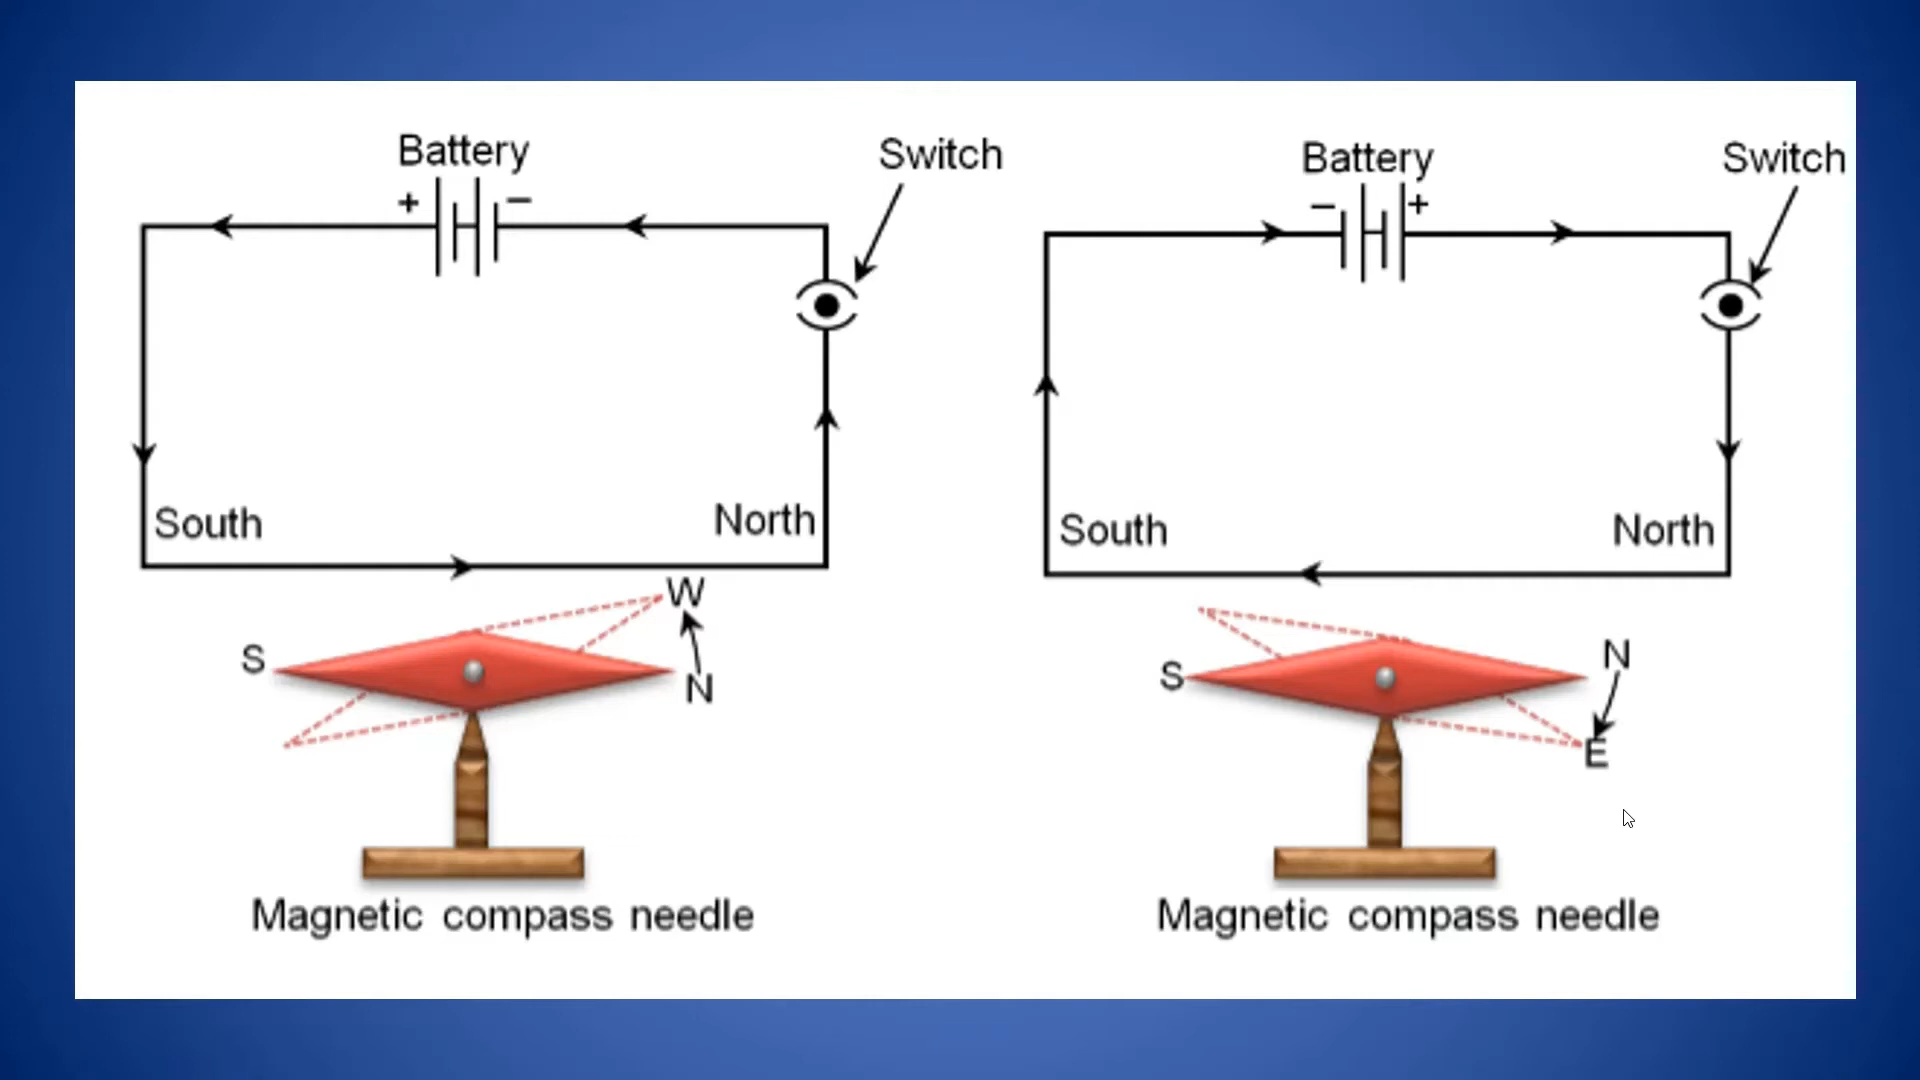 Battery
Switch
+
−
South
North
W
S
N
Magnetic compass needle
Battery
Switch
−
+
South
North
N
S
E
Magnetic compass needle